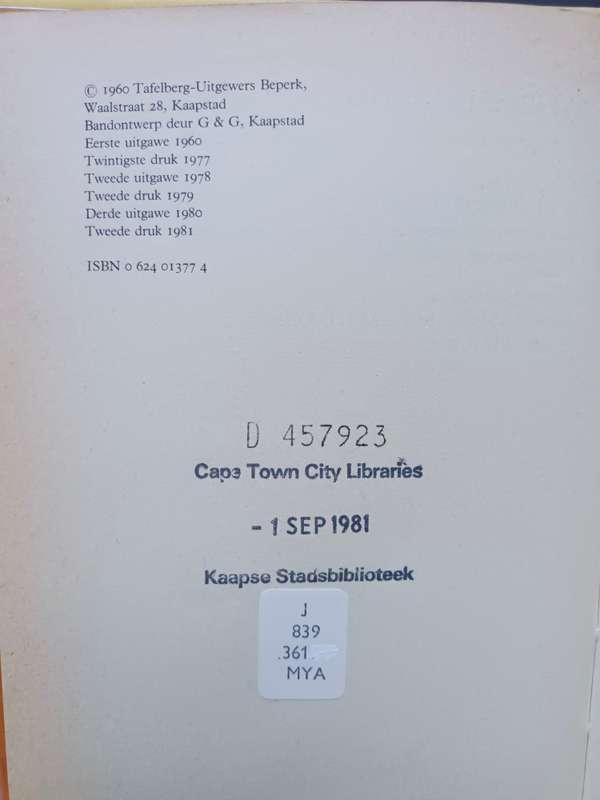 © 1960 Tafelberg-Uitgewers Beperk,
Waalstraat 28, Kaapstad
Bandontwerp deur G & G, Kaapstad
Eerste uitgawe 1960
Twintigste druk 1977
Tweede uitgawe 1978
Tweede druk 1979
Derde uitgawe 1980
Tweede druk 1981
ISBN 0 624 01377 4
D 457923
Cape Town City Libraries
- 1 SEP 1981
Kaapse Stadsbiblioteek
J
839
.361
MYA